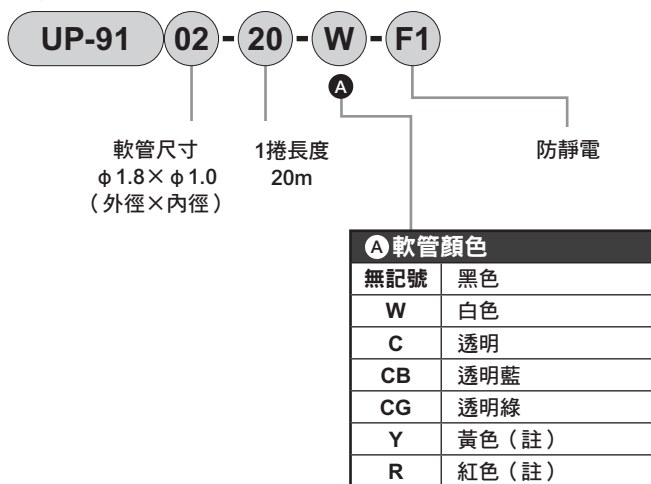 UP-91 02-20-W-F1
A
軟管尺寸
φ1.8×φ1.0
（外徑×內徑）
1捲長度
20m
防靜電
A 軟管顏色
無記號 黑色
W 白色
C 透明
CB 透明藍
CG 透明綠
Y 黃色（註）
R 紅色（註）